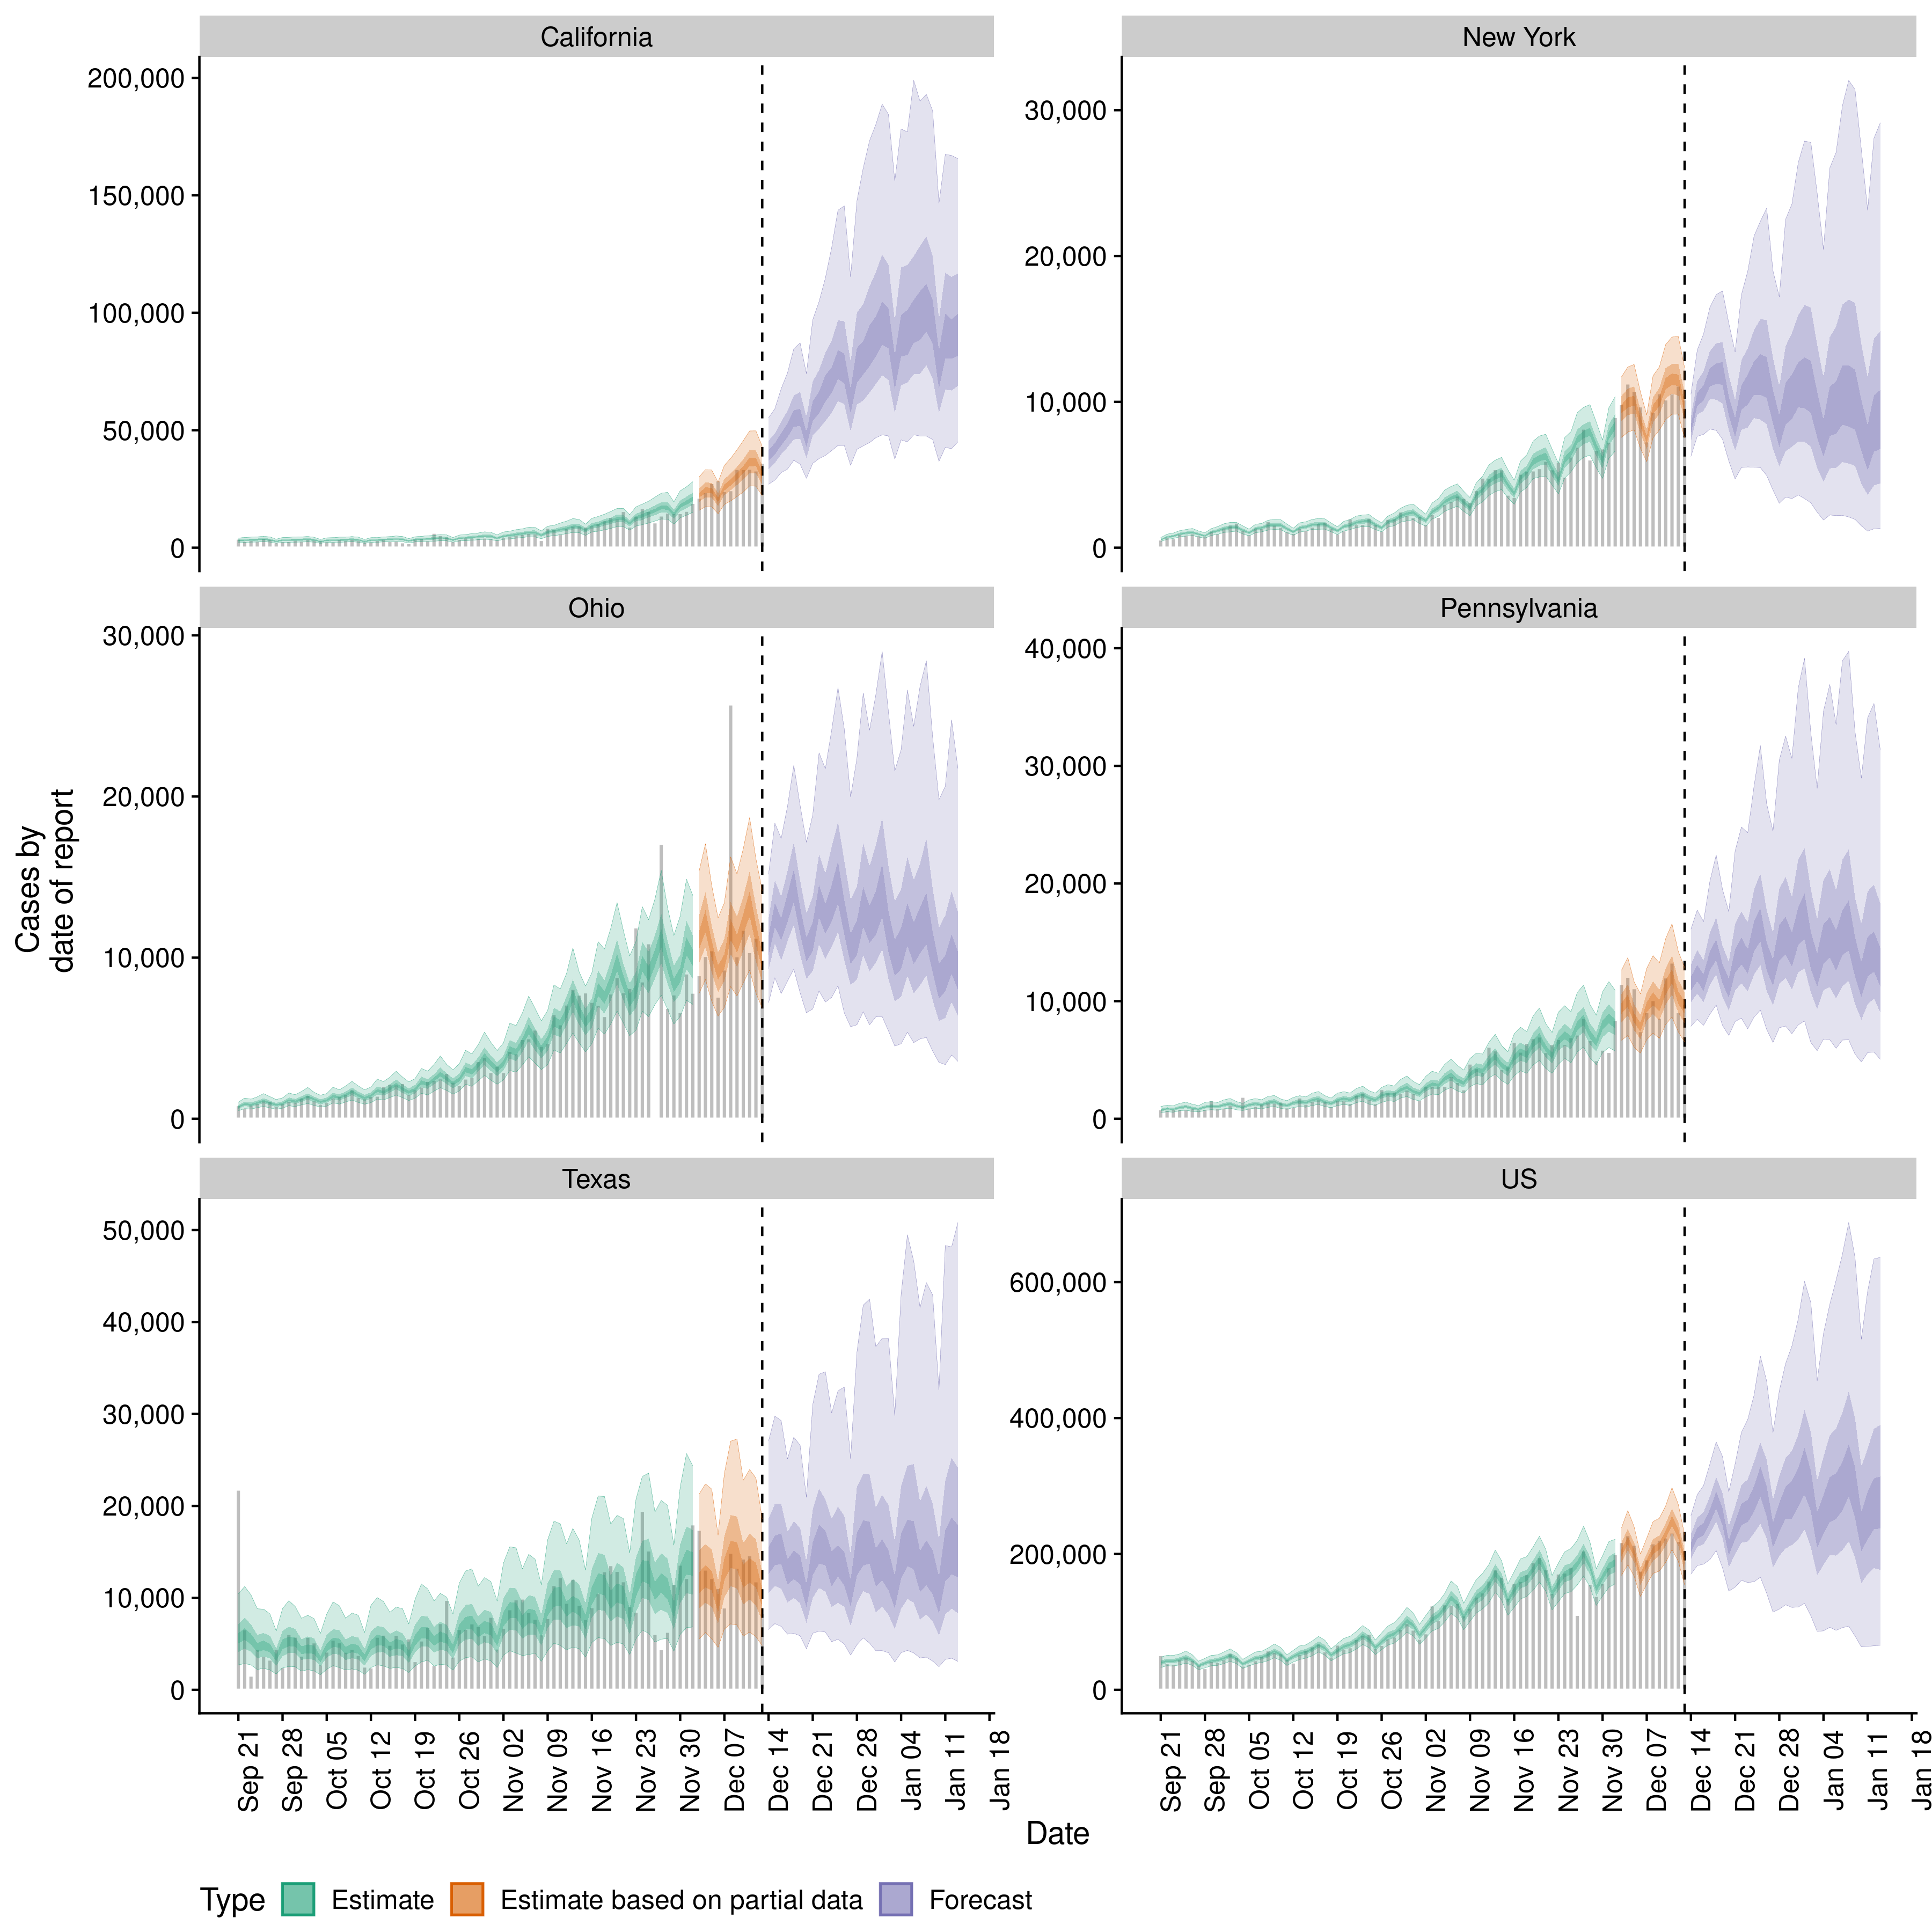 California
New York
200,000
150,000
100,000
50,000
0
30,000
20,000
10,000
0
Ohio
Pennsylvania
30,000
20,000
10,000
0
40,000
30,000
20,000
10,000
0
Cases by
date of report
Texas
US
50,000
40,000
30,000
20,000
10,000
0
600,000
400,000
200,000
0
Sep 21
Sep 28
Oct 05
Oct 12
Oct 19
Oct 26
Nov 02
Nov 09
Nov 16
Nov 23
Nov 30
Dec 07
Dec 14
Dec 21
Dec 28
Jan 04
Jan 11
Jan 18
Sep 21
Sep 28
Oct 05
Oct 12
Oct 19
Oct 26
Nov 02
Nov 09
Nov 16
Nov 23
Nov 30
Dec 07
Dec 14
Dec 21
Dec 28
Jan 04
Jan 11
Jan 18
Date
Type Estimate Estimate based on partial data Forecast